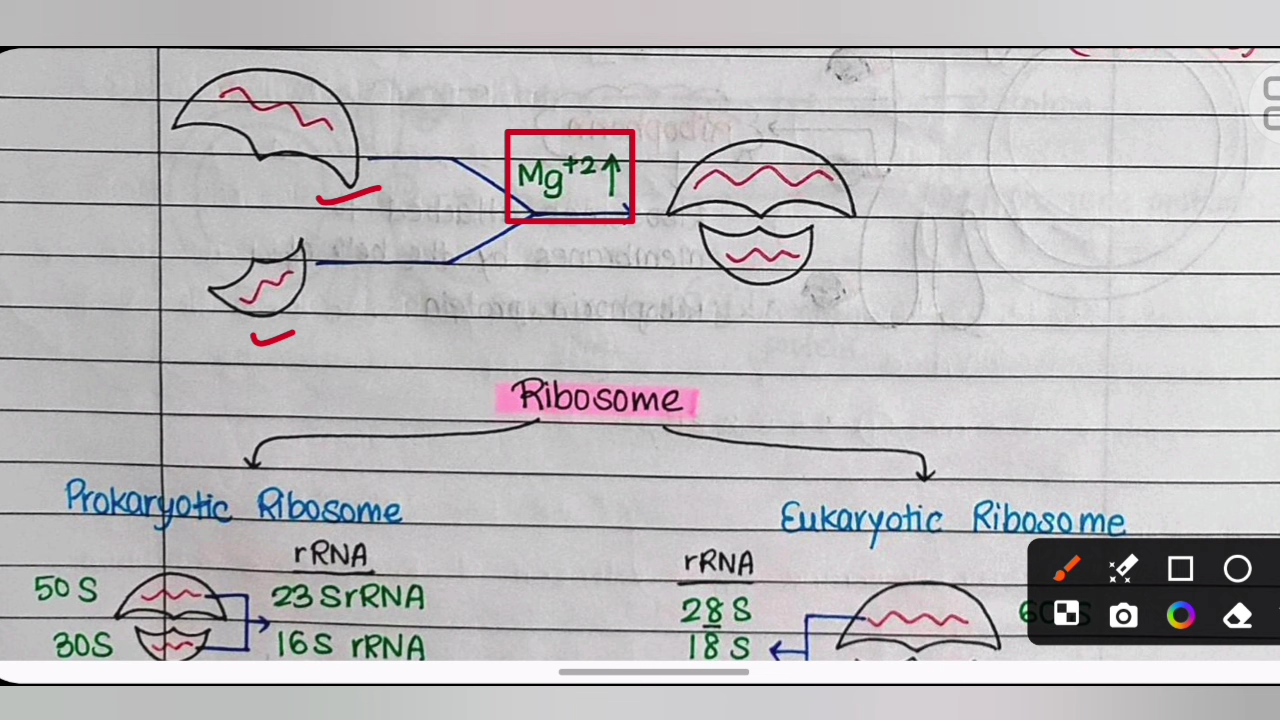 Mg+2↑
Ribosome
Prokaryotic Ribosome
Eukaryotic Ribosome
rRNA
rRNA
50 S
23 SrRNA
28 S
30S
16S rRNA
18 S